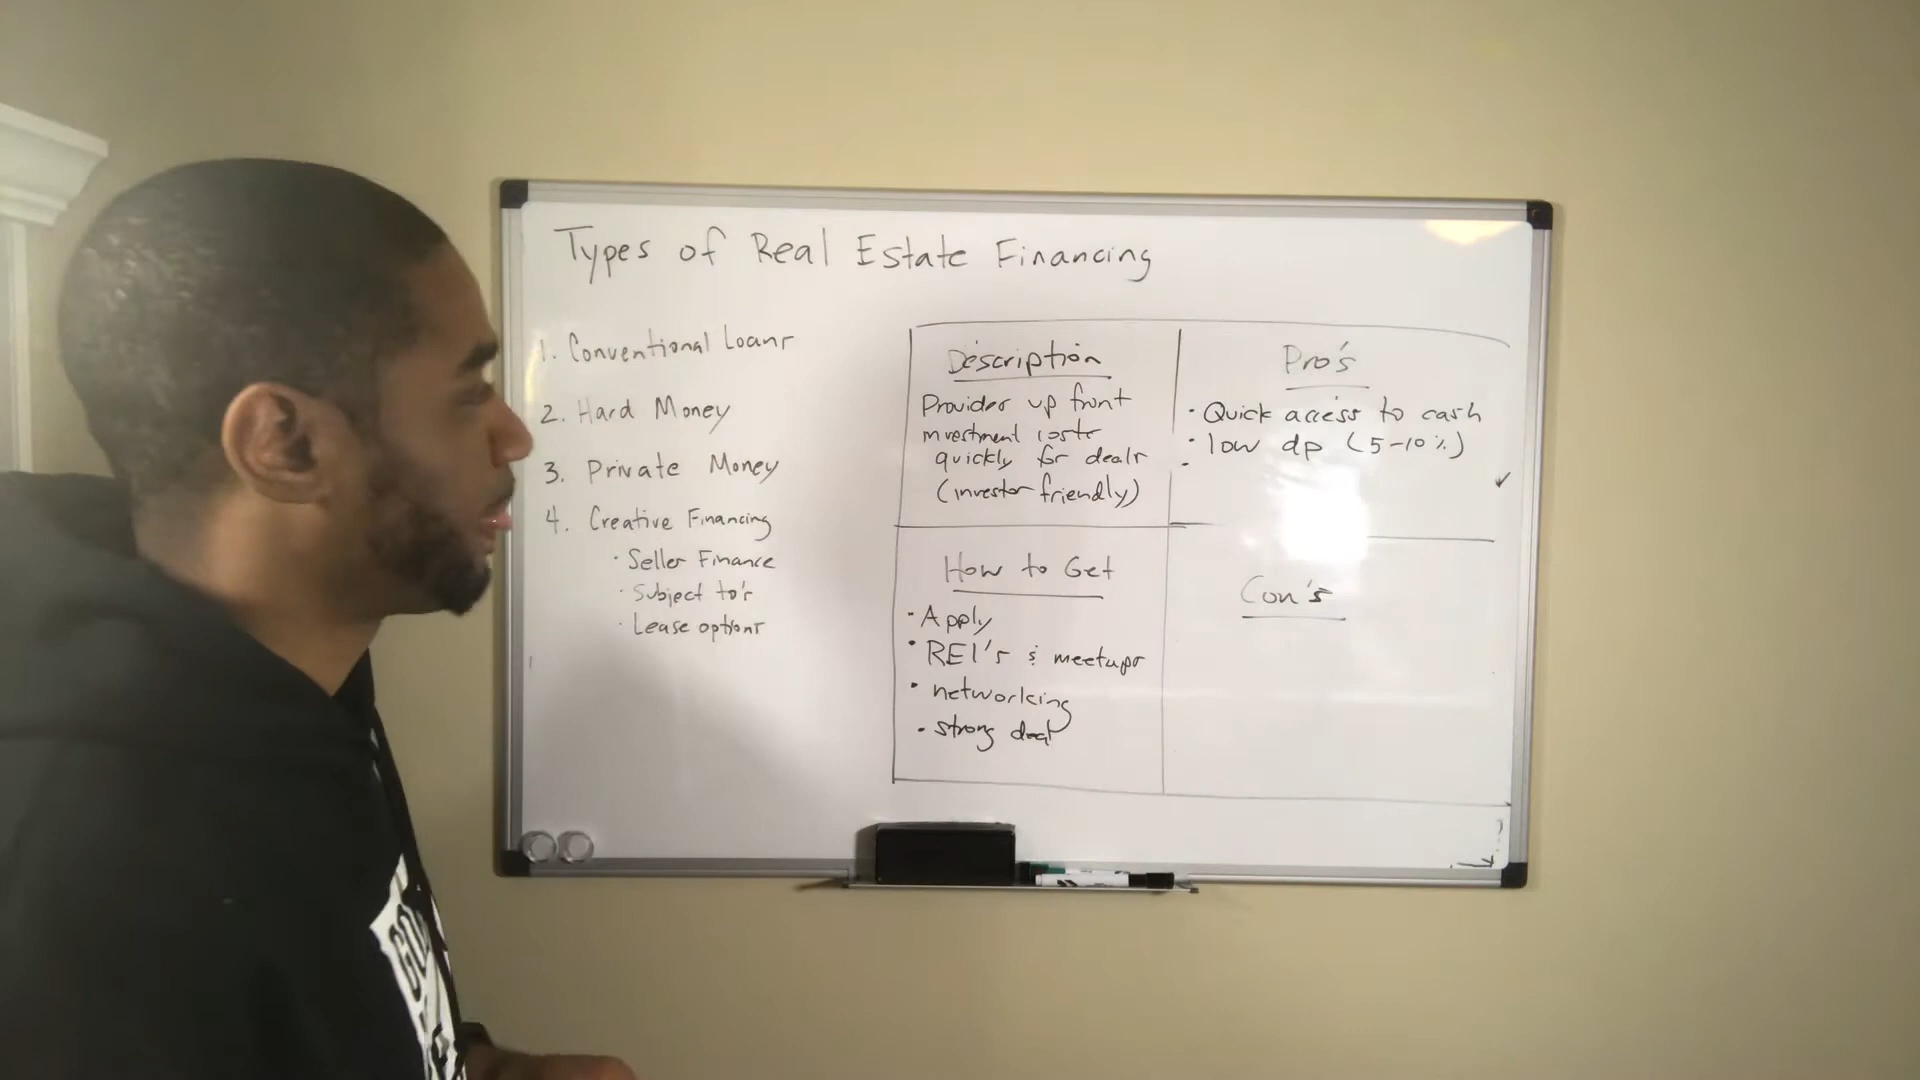 Types of Real Estate Financing
1. Conventional Loans
2. Hard Money
3. Private Money
4. Creative Financing
• Seller Finance
• Subject to's
• Lease options
Description
Provides up front
investment costs
quickly for deals
(investor friendly)
Pro's
• Quick access to cash
• low dp (5-10%)
•
How to Get
• Apply
• REI's & meetups
• networking
• strong deal
Con's